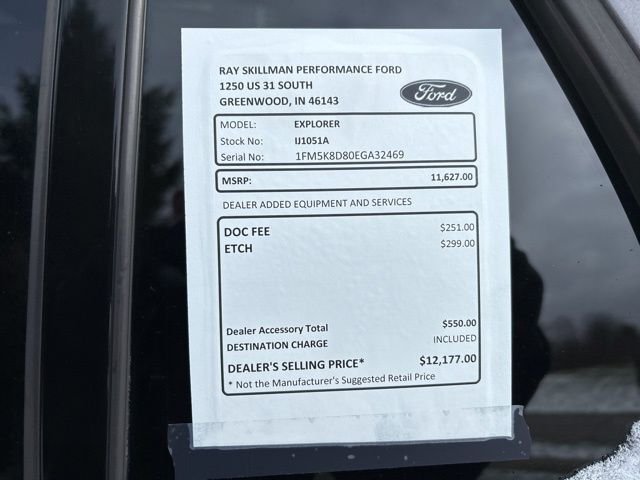 RAY SKILLMAN PERFORMANCE FORD
1250 US 31 SOUTH
GREENWOOD, IN 46143
Ford
MODEL: EXPLORER
Stock No: IJ1051A
Serial No: 1FM5K8D80EGA32469
MSRP: 11,627.00
DEALER ADDED EQUIPMENT AND SERVICES
DOC FEE $251.00
ETCH $299.00
Dealer Accessory Total $550.00
DESTINATION CHARGE INCLUDED
DEALER'S SELLING PRICE* $12,177.00
* Not the Manufacturer's Suggested Retail Price